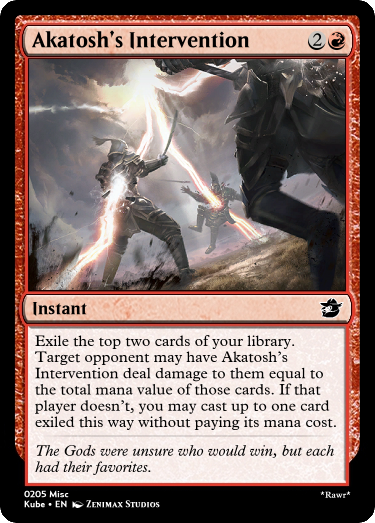 Akatosh's Intervention 2
Instant
Exile the top two cards of your library.
Target opponent may have Akatosh's
Intervention deal damage to them equal to
the total mana value of those cards. If that
player doesn't, you may cast up to one card
exiled this way without paying its mana cost.
The Gods were unsure who would win, but each
had their favorites.
0205 Misc
Kube • EN Zenimax Studios
*Rawr*